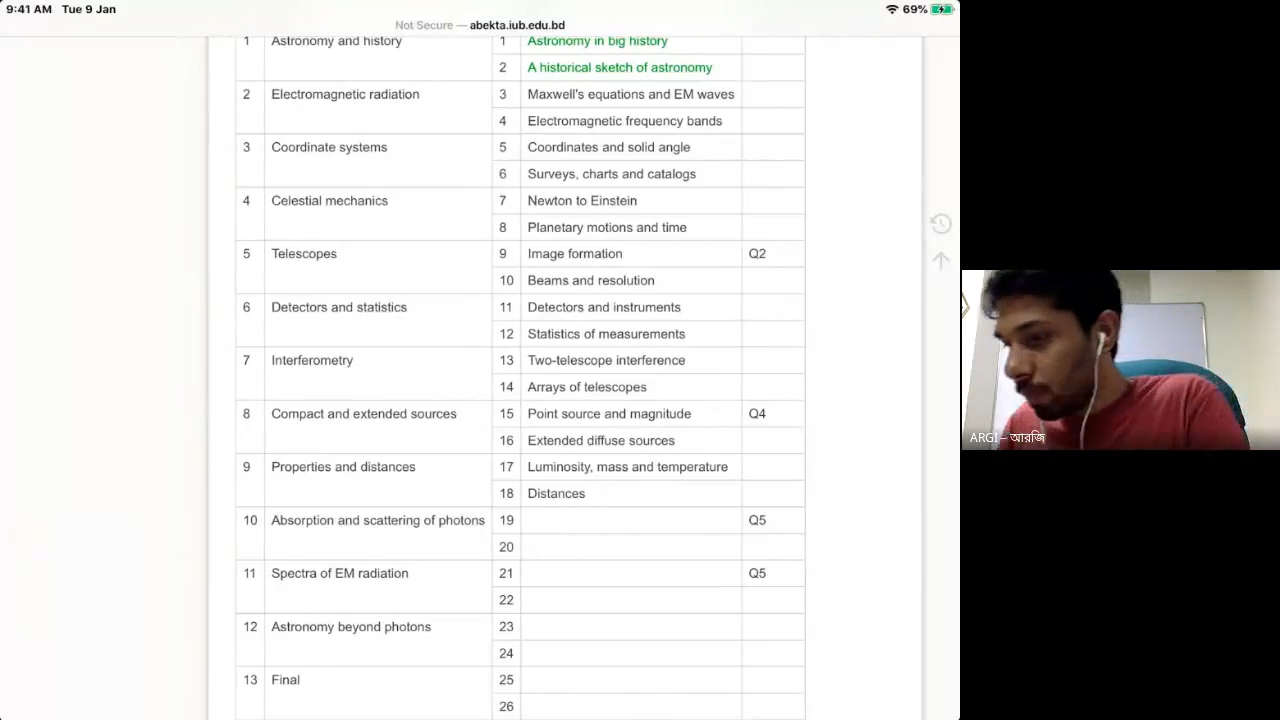 9:41 AM Tue 9 Jan 69%
Not Secure — abekta.iub.edu.bd
1 Astronomy and history 1 Astronomy in big history
2 A historical sketch of astronomy
2 Electromagnetic radiation 3 Maxwell's equations and EM waves
4 Electromagnetic frequency bands
3 Coordinate systems 5 Coordinates and solid angle
6 Surveys, charts and catalogs
4 Celestial mechanics 7 Newton to Einstein
8 Planetary motions and time
5 Telescopes 9 Image formation Q2
10 Beams and resolution
6 Detectors and statistics 11 Detectors and instruments
12 Statistics of measurements
7 Interferometry 13 Two-telescope interference
14 Arrays of telescopes
8 Compact and extended sources 15 Point source and magnitude Q4
16 Extended diffuse sources
9 Properties and distances 17 Luminosity, mass and temperature
18 Distances
10 Absorption and scattering of photons 19 Q5
20
11 Spectra of EM radiation 21 Q5
22
12 Astronomy beyond photons 23
24
13 Final 25
26
ARGI – আরজি